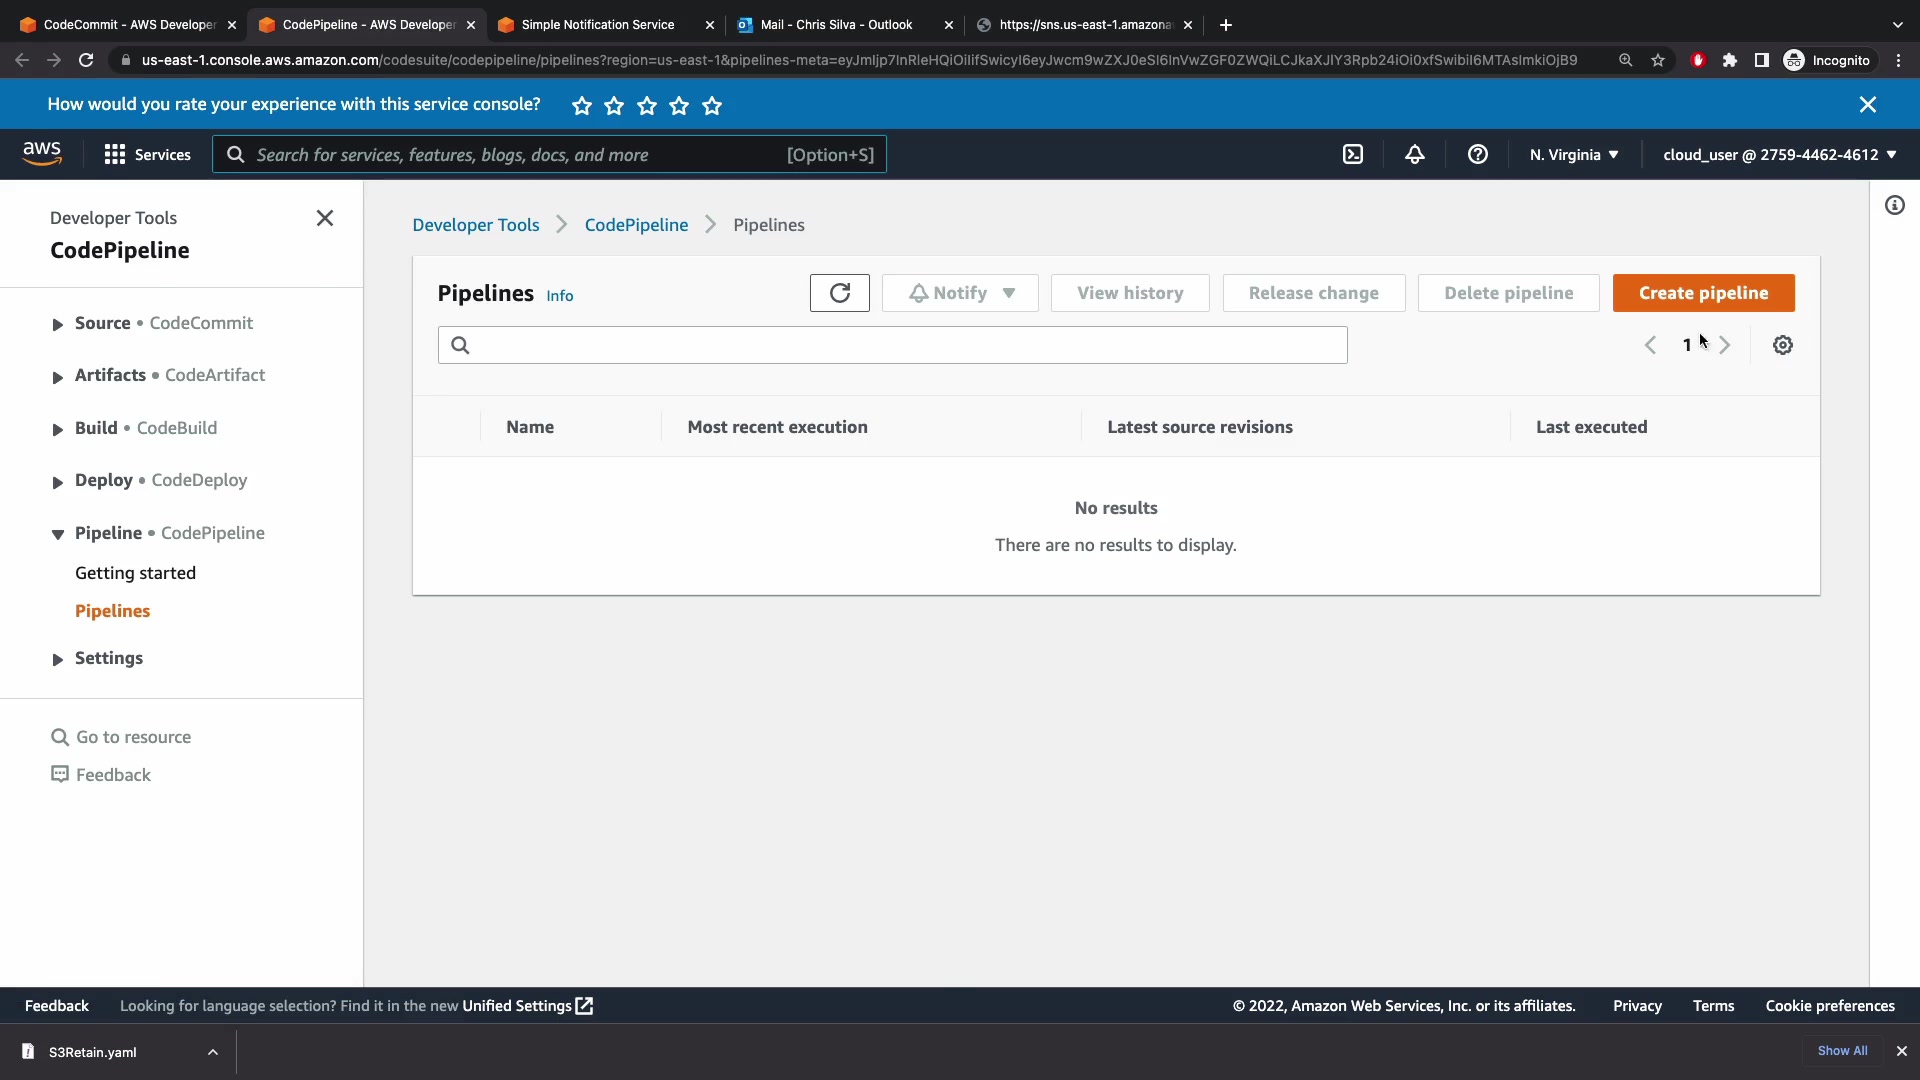 CodeCommit - AWS Developer
CodePipeline - AWS Developer
Simple Notification Service
Mail - Chris Silva - Outlook
https://sns.us-east-1.amazona
us-east-1.console.aws.amazon.com/codesuite/codepipeline/pipelines?region=us-east-1&pipelines-meta=
Incognito
How would you rate your experience with this service console?
aws
Services
Search for services, features, blogs, docs, and more
[Option+S]
N. Virginia
cloud_user @ 2759-4462-4612
Developer Tools
CodePipeline
Source • CodeCommit
Artifacts • CodeArtifact
Build • CodeBuild
Deploy • CodeDeploy
Pipeline • CodePipeline
Getting started
Pipelines
Settings
Go to resource
Feedback
Developer Tools
CodePipeline
Pipelines
Pipelines Info
Notify
View history
Release change
Delete pipeline
Create pipeline
1
Name
Most recent execution
Latest source revisions
Last executed
No results
There are no results to display.
Feedback
Looking for language selection? Find it in the new Unified Settings
© 2022, Amazon Web Services, Inc. or its affiliates.
Privacy
Terms
Cookie preferences
S3Retain.yaml
Show All